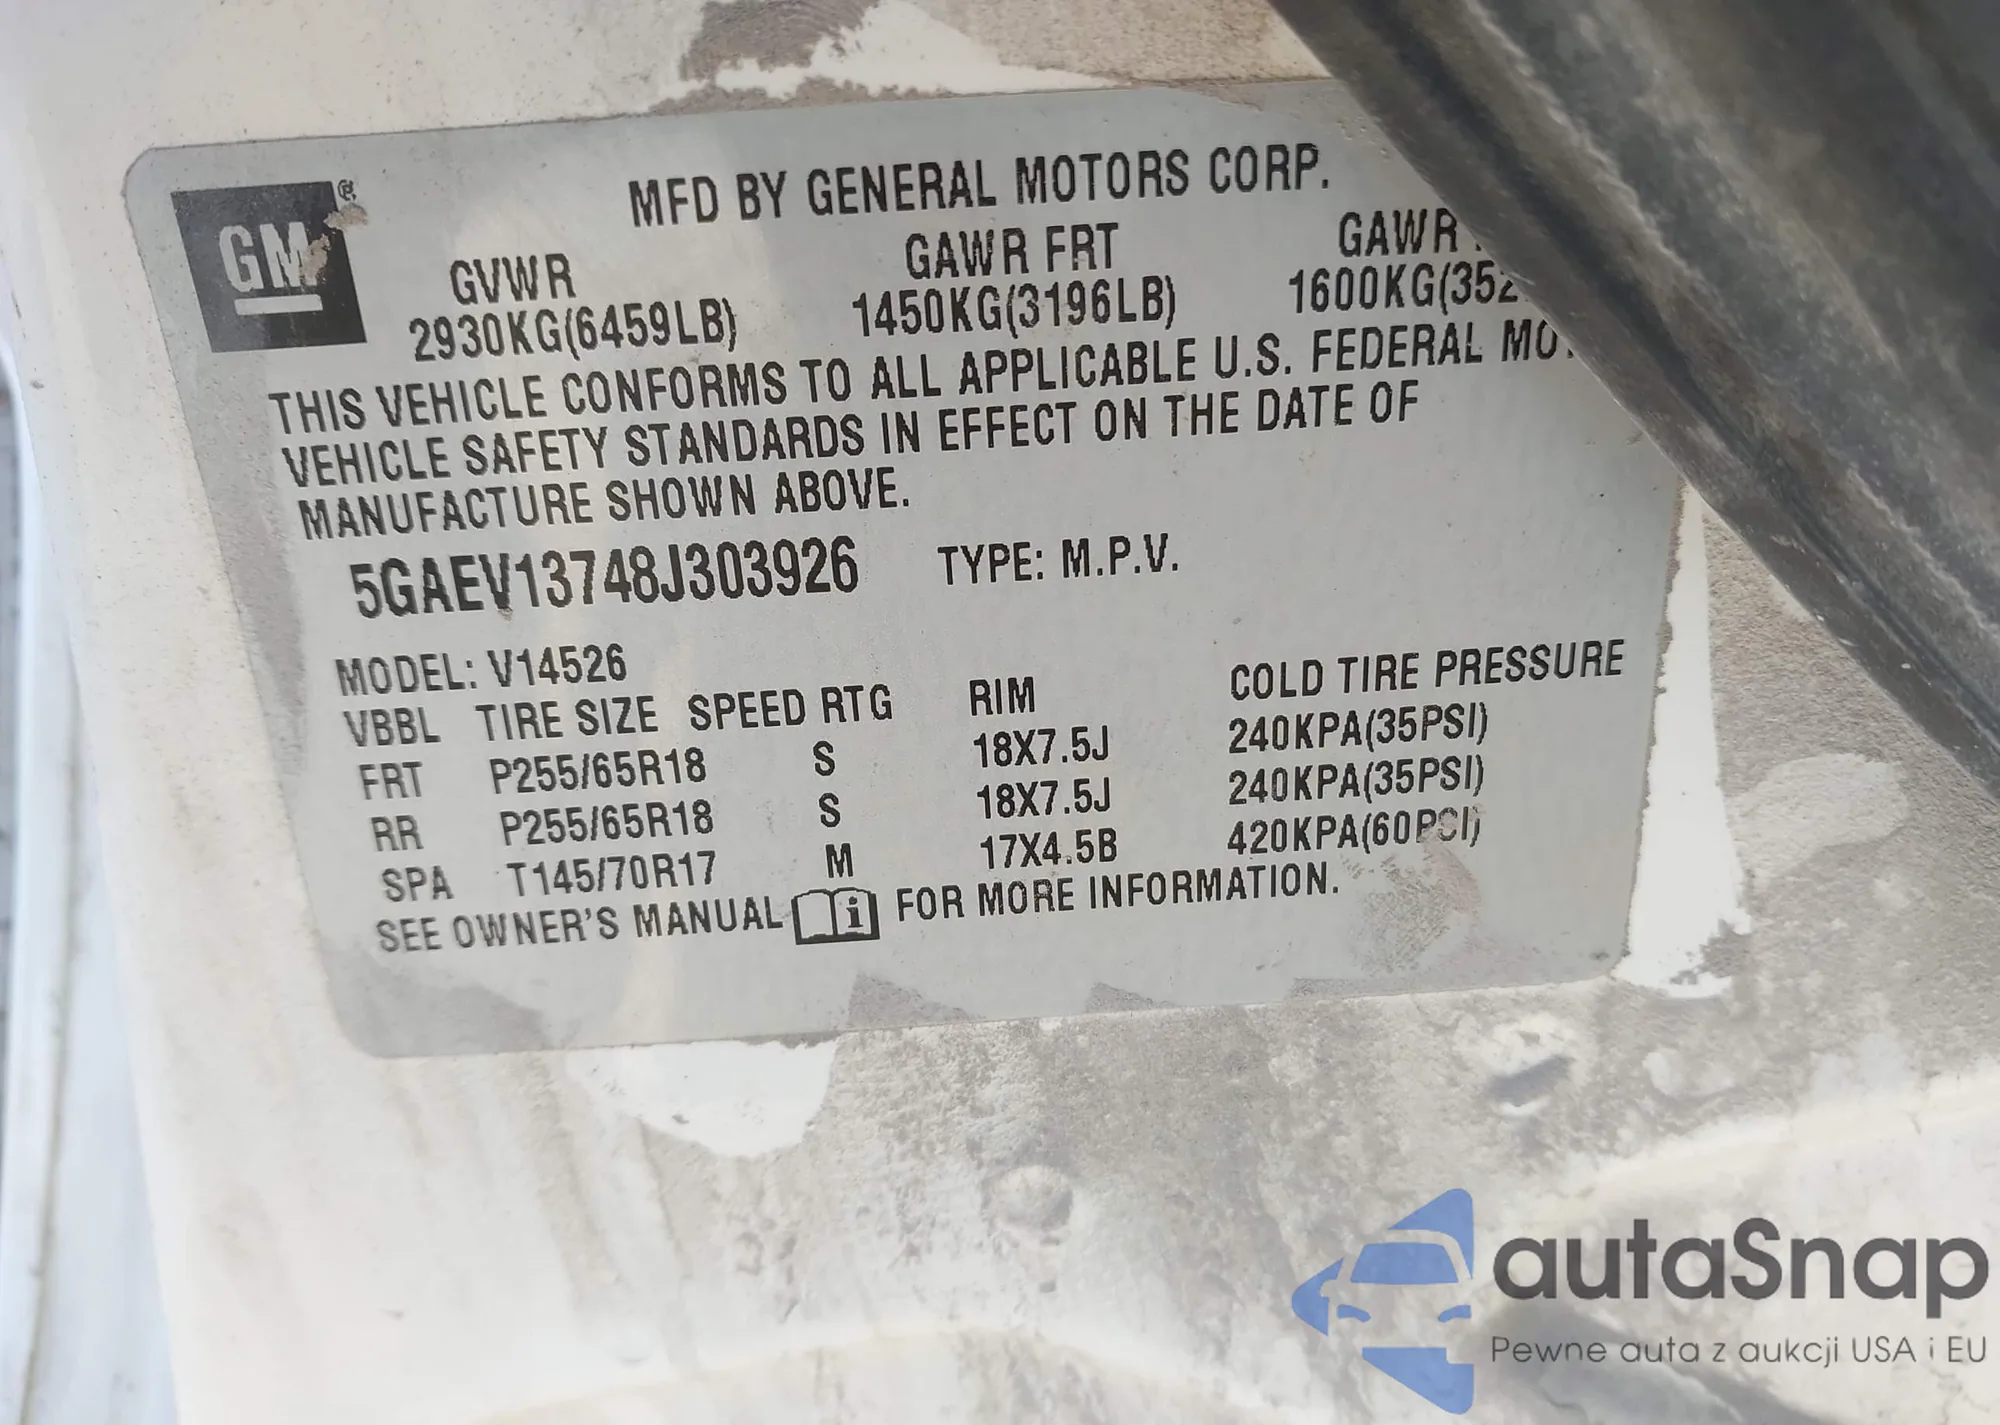 MFD BY GENERAL MOTORS CORP.
GM ®
GVWR GAWR FRT GAWR
2930KG(6459LB) 1450KG(3196LB) 1600KG(352
THIS VEHICLE CONFORMS TO ALL APPLICABLE U.S. FEDERAL MO
VEHICLE SAFETY STANDARDS IN EFFECT ON THE DATE OF
MANUFACTURE SHOWN ABOVE.
5GAEV13748J303926 TYPE: M.P.V.
MODEL: V14526
VBBL TIRE SIZE SPEED RTG RIM COLD TIRE PRESSURE
FRT P255/65R18 S 18X7.5J 240KPA(35PSI)
RR P255/65R18 S 18X7.5J 240KPA(35PSI)
SPA T145/70R17 M 17X4.5B 420KPA(60PSI)
SEE OWNER'S MANUAL i FOR MORE INFORMATION.
autaSnap
Pewne auta z aukcji USA i EU